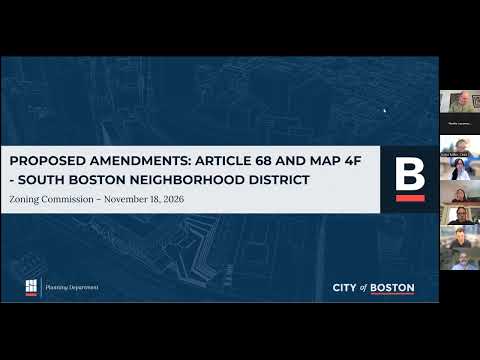 PROPOSED AMENDMENTS: ARTICLE 68 AND MAP 4F
- SOUTH BOSTON NEIGHBORHOOD DISTRICT
Zoning Commission – November 18, 2026
B
Planning Department
CITY of BOSTON